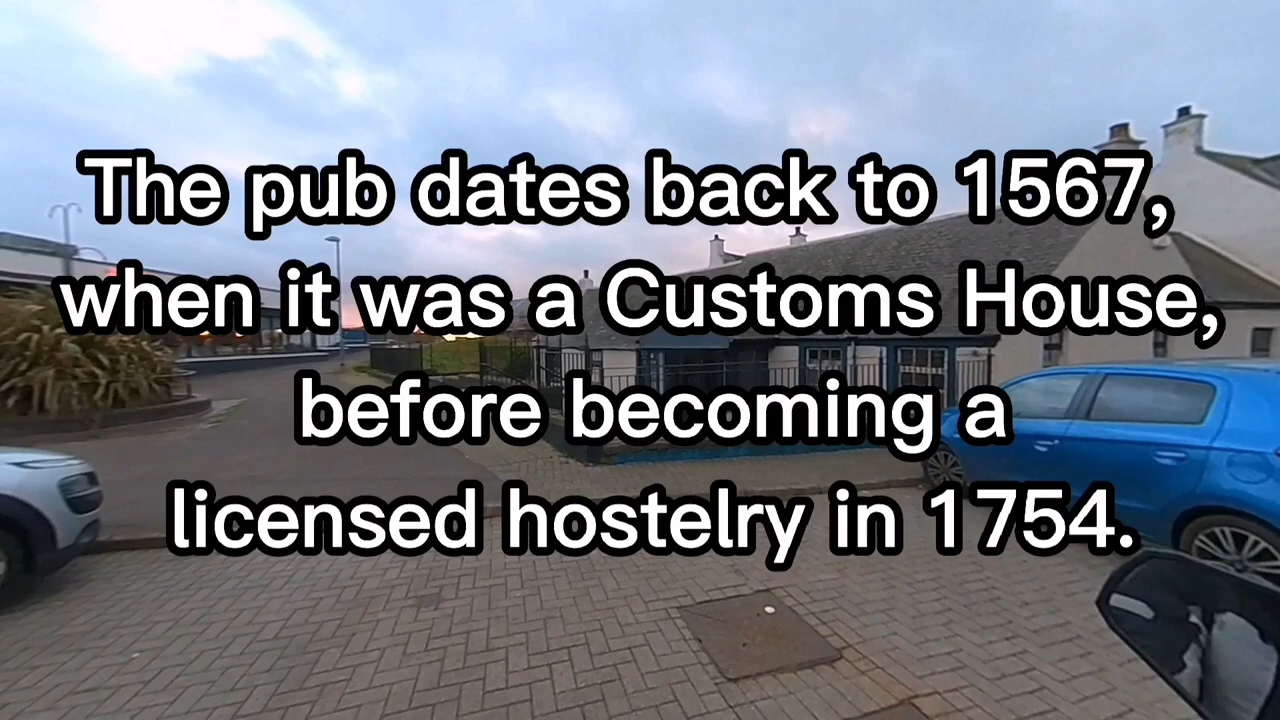 The pub dates back to 1567,
when it was a Customs House,
before becoming a
licensed hostelry in 1754.